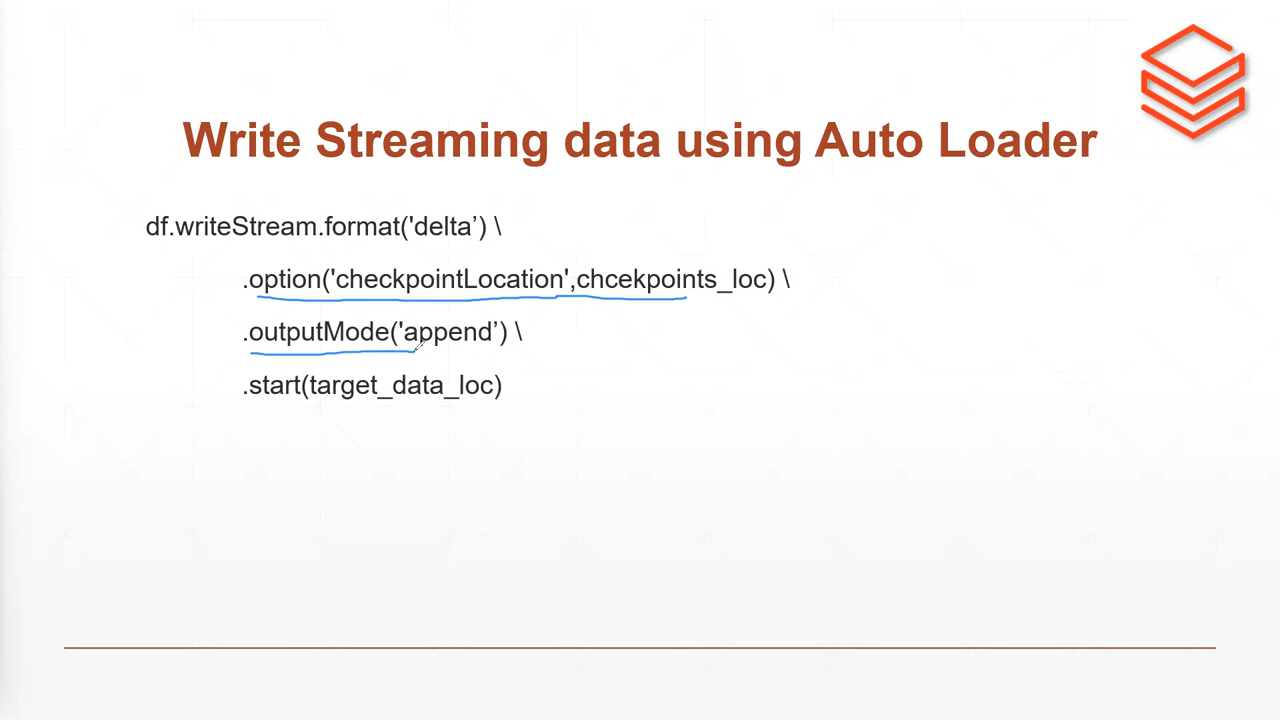 Write Streaming data using Auto Loader
df.writeStream.format('delta’) \
.option('checkpointLocation',chcekpoints_loc) \
.outputMode('append’) \
.start(target_data_loc)